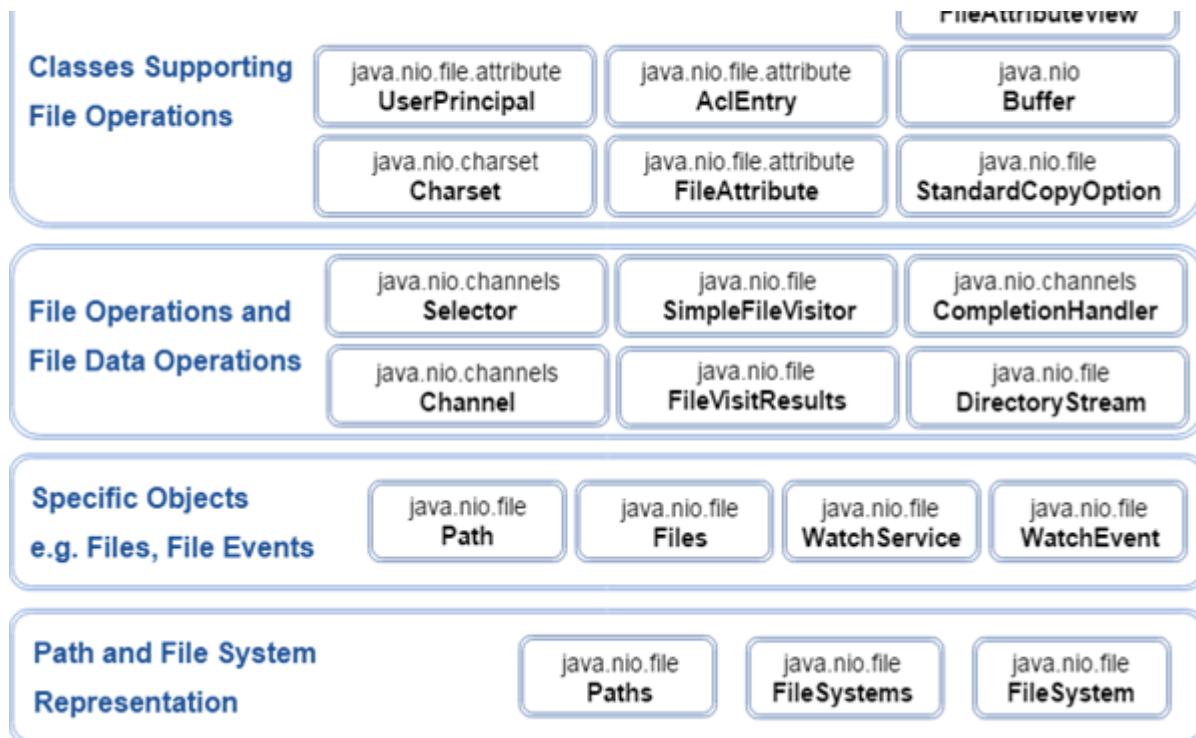 FileAttributeView
Classes Supporting
File Operations
java.nio.file.attribute
UserPrincipal
java.nio.file.attribute
AclEntry
java.nio
Buffer
java.nio.charset
Charset
java.nio.file.attribute
FileAttribute
java.nio.file
StandardCopyOption
File Operations and
File Data Operations
java.nio.channels
Selector
java.nio.file
SimpleFileVisitor
java.nio.channels
CompletionHandler
java.nio.channels
Channel
java.nio.file
FileVisitResults
java.nio.file
DirectoryStream
Specific Objects
e.g. Files, File Events
java.nio.file
Path
java.nio.file
Files
java.nio.file
WatchService
java.nio.file
WatchEvent
Path and File System
Representation
java.nio.file
Paths
java.nio.file
FileSystems
java.nio.file
FileSystem